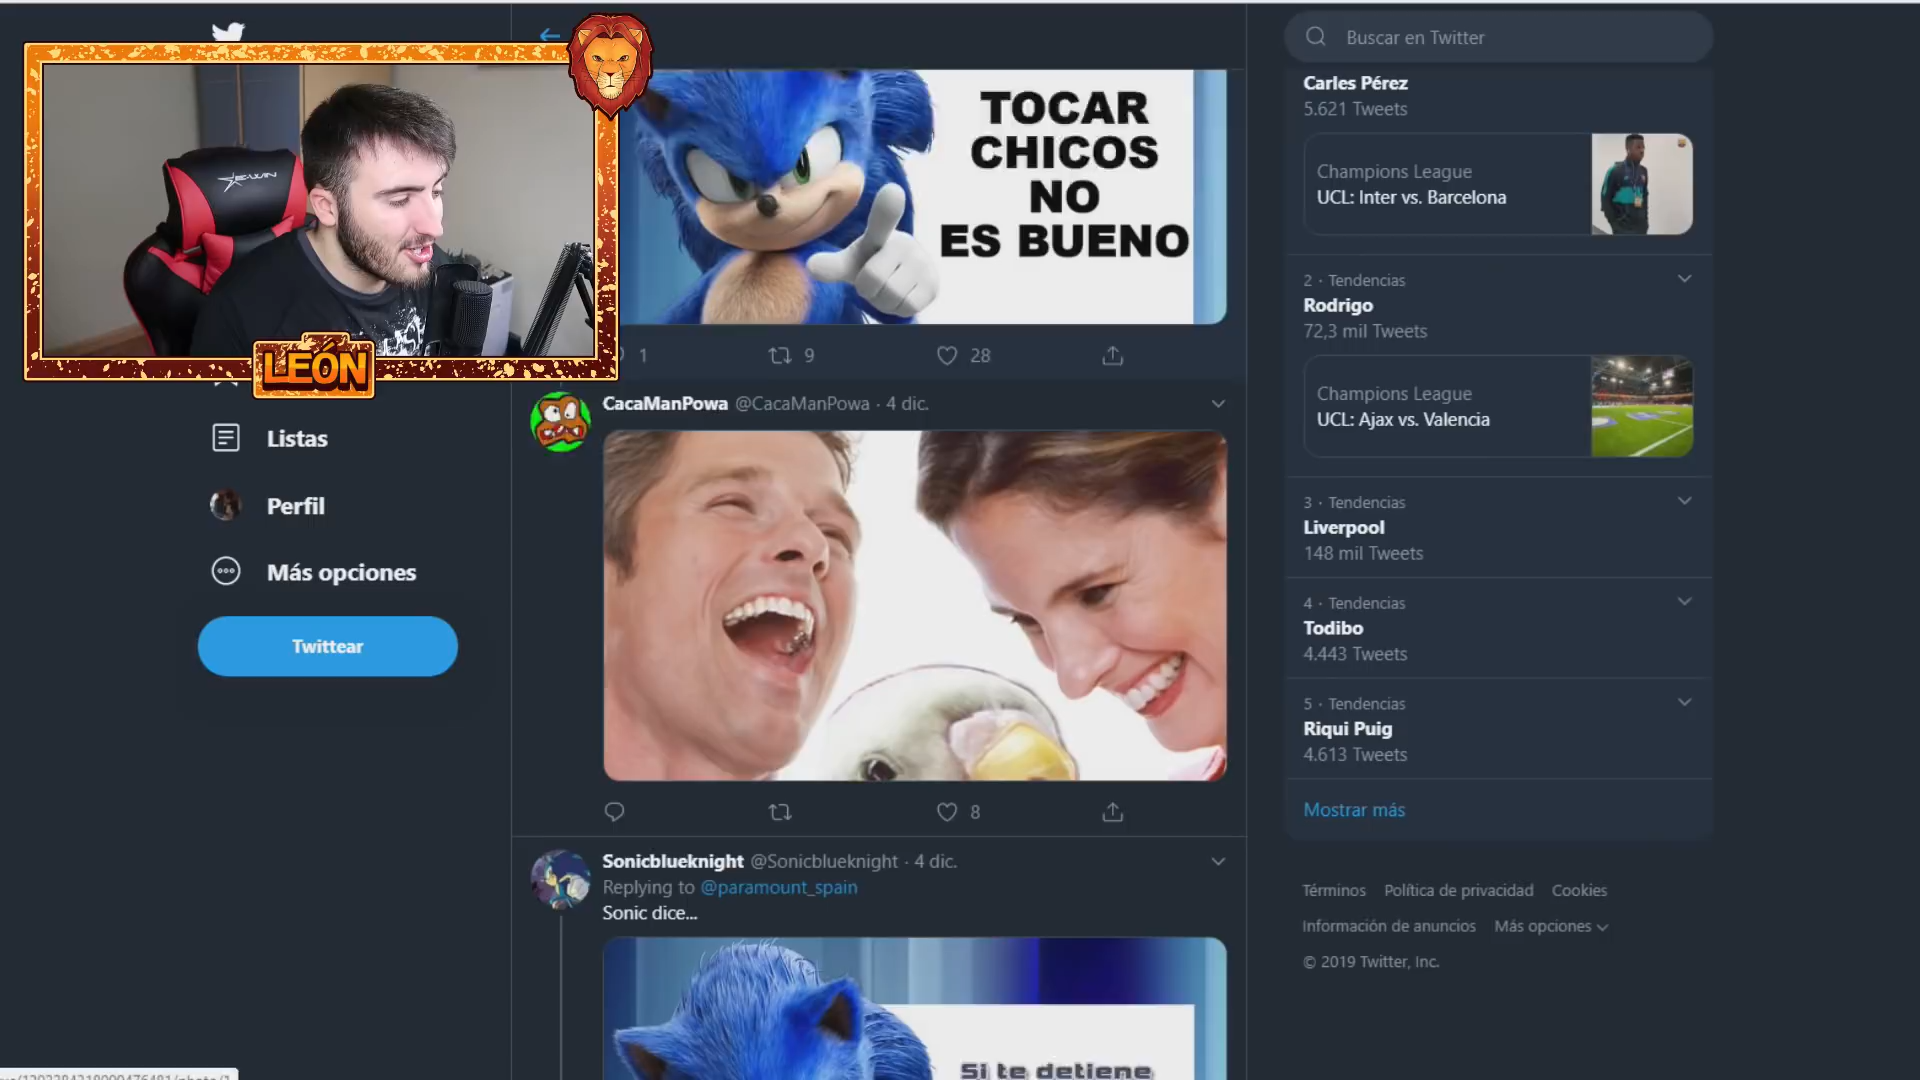 E-WIN
LEÓN
Listas
Perfil
Más opciones
Twittear
TOCAR
CHICOS
NO
ES BUENO
1
9
28
CacaManPowa @CacaManPowa · 4 dic.
8
Sonicblueknight @Sonicblueknight · 4 dic.
Replying to @paramount_spain
Sonic dice...
Si te detiene
Buscar en Twitter
Carles Pérez
5.621 Tweets
Champions League
UCL: Inter vs. Barcelona
2 · Tendencias
Rodrigo
72,3 mil Tweets
Champions League
UCL: Ajax vs. Valencia
3 · Tendencias
Liverpool
148 mil Tweets
4 · Tendencias
Todibo
4.443 Tweets
5 · Tendencias
Riqui Puig
4.613 Tweets
Mostrar más
Términos Política de privacidad Cookies
Información de anuncios Más opciones
© 2019 Twitter, Inc.